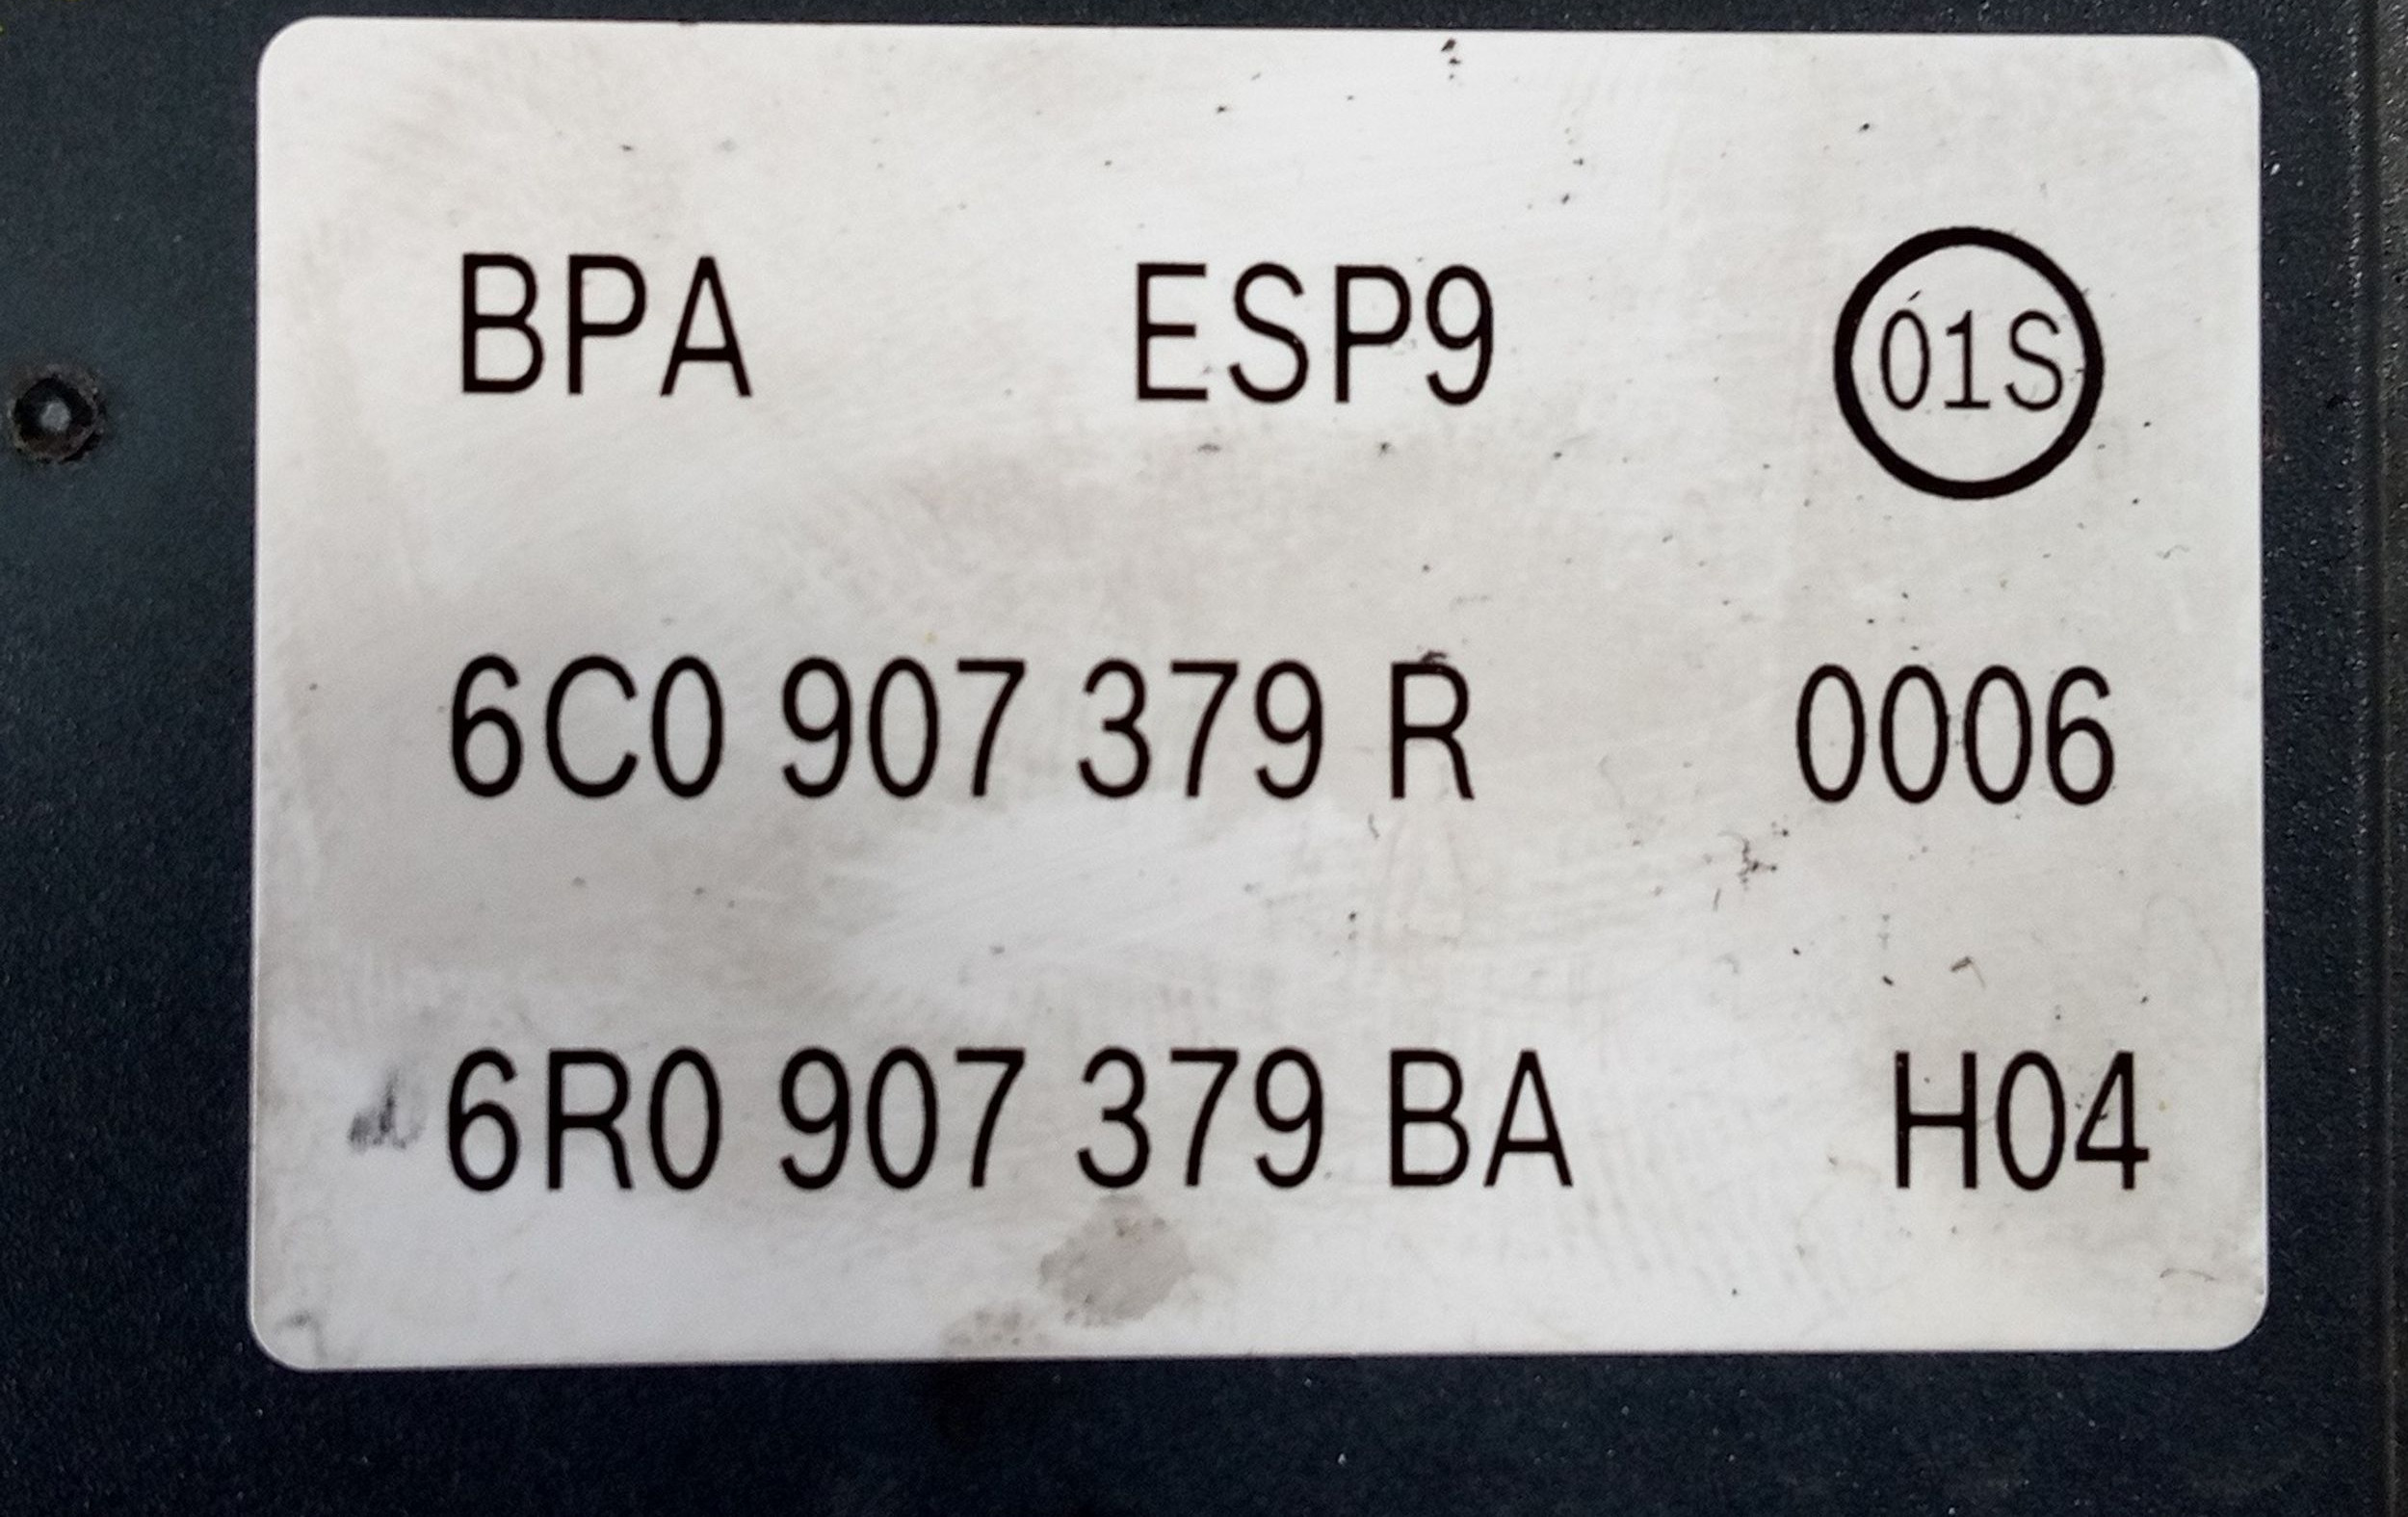 BPA ESP9 01S
6C0 907 379 R 0006
6R0 907 379 BA H04